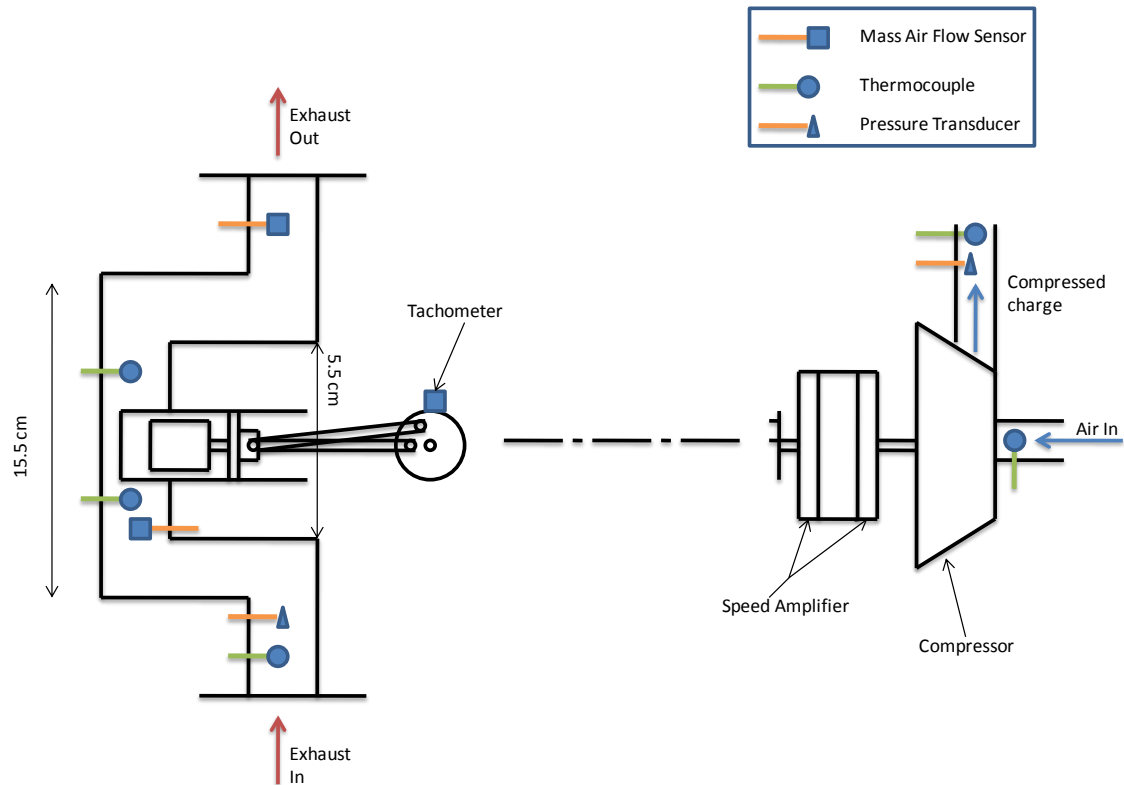 Mass Air Flow Sensor
Thermocouple
Pressure Transducer
Exhaust
Out
Tachometer
Compressed
charge
5.5 cm
15.5 cm
Air In
Speed Amplifier
Compressor
Exhaust
In